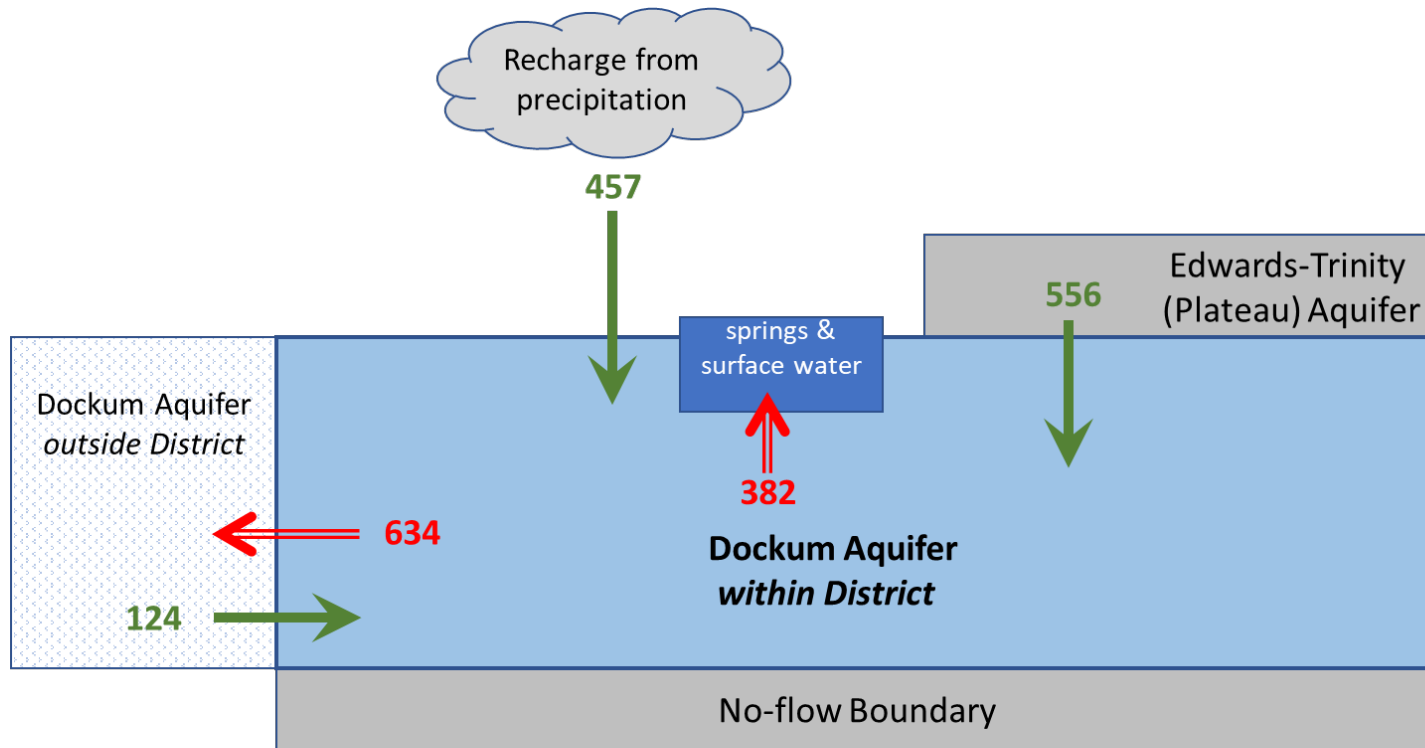 Recharge from
precipitation
457
Edwards-Trinity
(Plateau) Aquifer
556
springs &
surface water
Dockum Aquifer
outside District
382
634
Dockum Aquifer
within District
124
No-flow Boundary